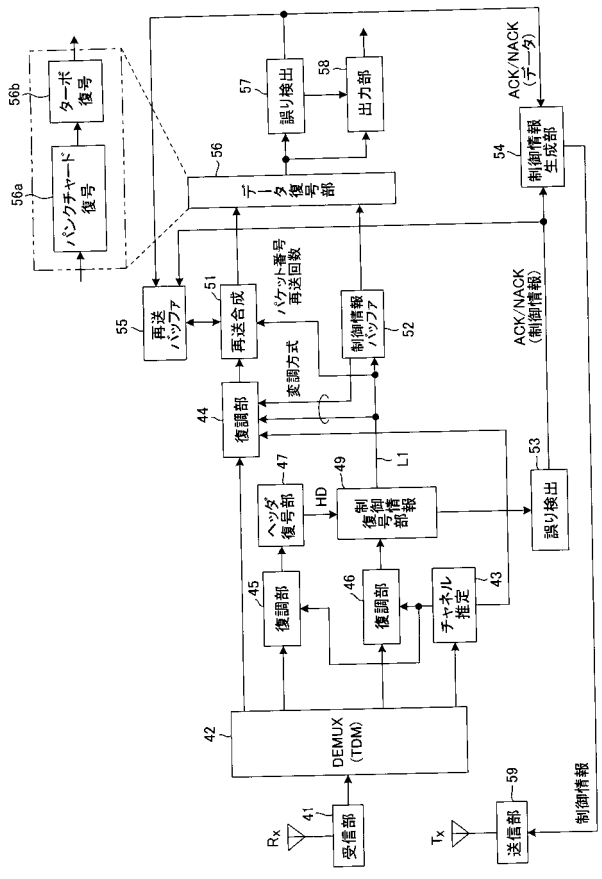 56a
パンクチャード
復号
56b
ターボ
復号
55
再送
バッファ
56
データ復号部
57
誤り検出
58
出力部
ACK/NACK
(データ)
54
制御情報
生成部
44
復調部
51
再送合成
パケット番号
再送回数
変調方式
制御情報
バッファ
52
ACK/NACK
(制御情報)
47
ヘッダ
復号部
HD
49
制御情報
復号部
L1
53
誤り検出
45
復調部
46
復調部
43
チャネル
推定
42
DEMUX
(TDM)
Rx
41
受信部
Tx
59
送信部
制御情報